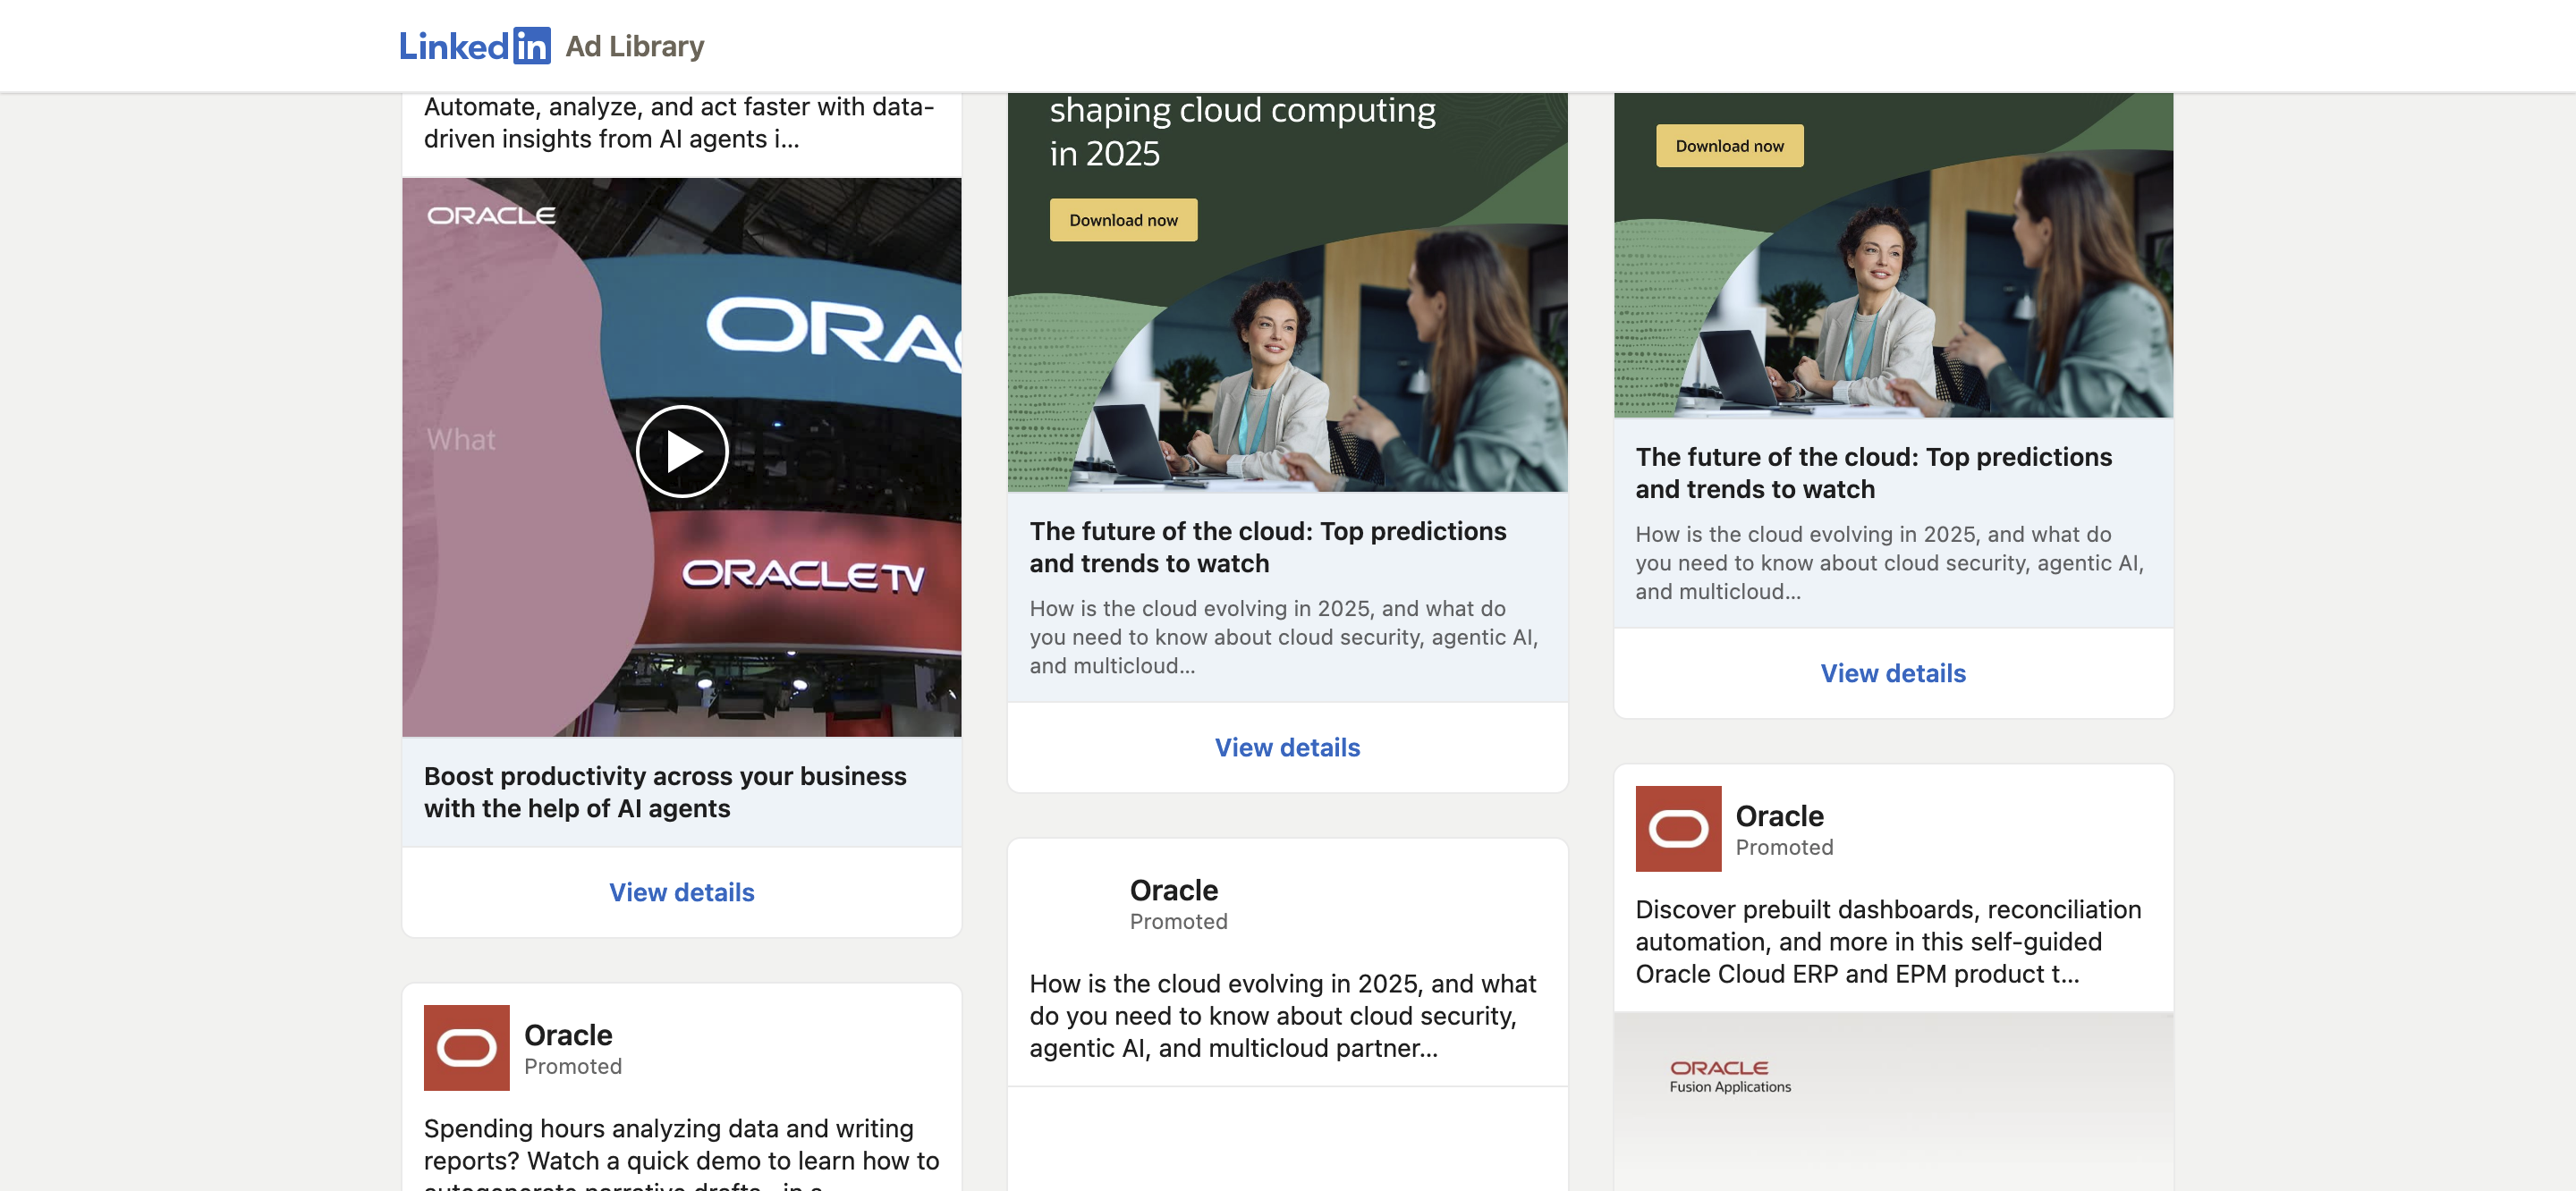 LinkedIn Ad Library
Automate, analyze, and act faster with data-
driven insights from AI agents i...
ORACLE
ORA
What
ORACLE TV
Boost productivity across your business
with the help of AI agents
View details
Oracle
Promoted
Spending hours analyzing data and writing
reports? Watch a quick demo to learn how to
shaping cloud computing
in 2025
Download now
The future of the cloud: Top predictions
and trends to watch
How is the cloud evolving in 2025, and what do
you need to know about cloud security, agentic AI,
and multicloud...
View details
Oracle
Promoted
How is the cloud evolving in 2025, and what
do you need to know about cloud security,
agentic AI, and multicloud partner...
Download now
The future of the cloud: Top predictions
and trends to watch
How is the cloud evolving in 2025, and what do
you need to know about cloud security, agentic AI,
and multicloud...
View details
Oracle
Promoted
Discover prebuilt dashboards, reconciliation
automation, and more in this self-guided
Oracle Cloud ERP and EPM product t...
ORACLE
Fusion Applications